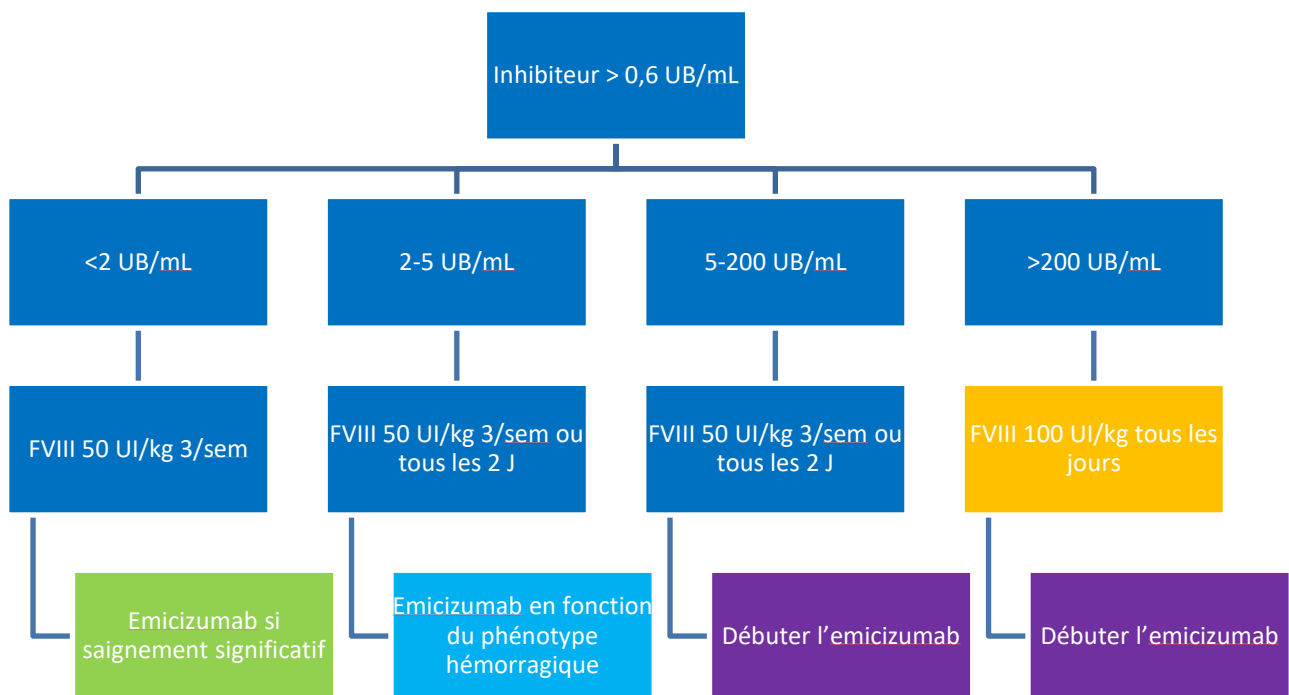 Inhibiteur > 0,6 UB/mL
<2 UB/mL
2-5 UB/mL
5-200 UB/mL
>200 UB/mL
FVIII 50 UI/kg 3/sem
FVIII 50 UI/kg 3/sem ou
tous les 2 J
FVIII 50 UI/kg 3/sem ou
tous les 2 J
FVIII 100 UI/kg tous les
jours
Emicizumab si
saignement significatif
Emicizumab en fonction
du phénotype
hémorragique
Débuter l’emicizumab
Débuter l’emicizumab